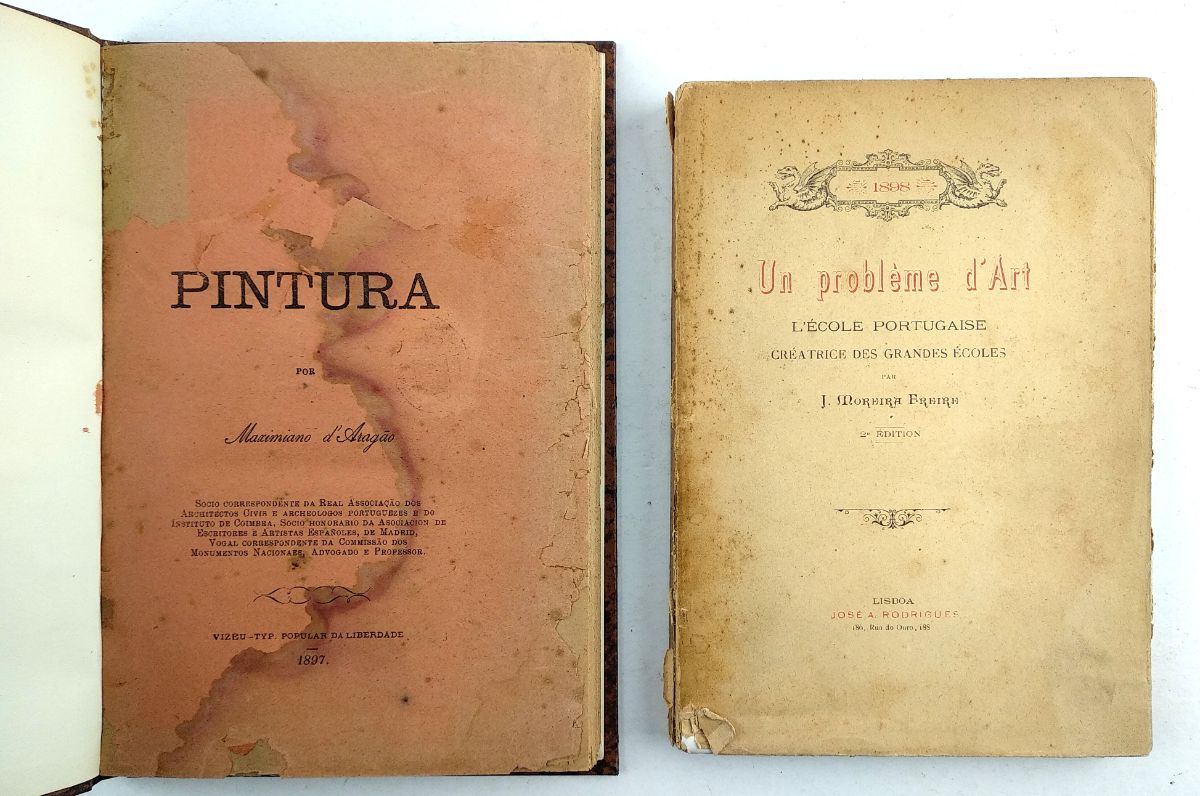 PINTURA
POR
Maximiano d'Aragão
SOCIO CORRESPONDENTE DA REAL ASSOCIAÇÃO DOS
ARCHITECTOS CIVIS E ARCHEOLOGOS PORTUGUEZES E DO
INSTITUTO DE COIMBRA, SOCIO HONORARIO DA ASOCIACION DE
ESCRITORES E ARTISTAS ESPAÑOLES, DE MADRID,
VOGAL CORRESPONDENTE DA COMMISSÃO DOS
MONUMENTOS NACIONAES, ADVOGADO E PROFESSOR.
VIZEU-TYP. POPULAR DA LIBERDADE
1897.
1898
Un problème d'Art
L'ÉCOLE PORTUGAISE
CRÉATRICE DES GRANDES ÉCOLES
PAR
J. MOREIRA FREIRE
2e EDITION
LISBOA
JOSÉ A. RODRIGUES
186, Rua do Ouro, 188